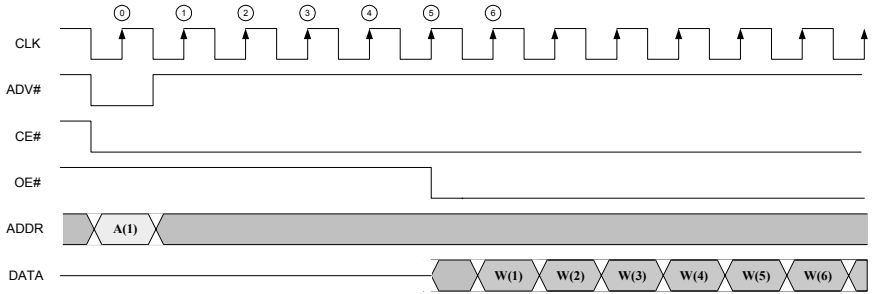 0 1 2 3 4 5 6
CLK
ADV#
CE#
OE#
ADDR A(1)
DATA W(1) W(2) W(3) W(4) W(5) W(6)